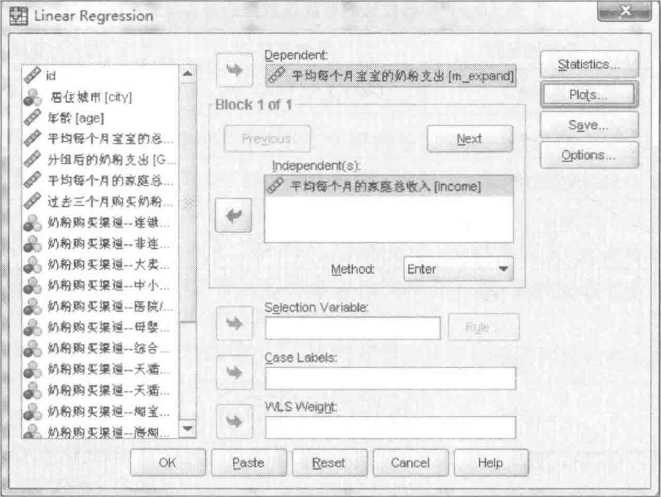 Linear Regression
id
居住城市 [city]
年龄 [age]
平均每个月宝宝的总...
分组后的奶粉支出 [G...
平均每个月的家庭总...
过去三个月购买奶粉...
奶粉购买渠道--连锁...
奶粉购买渠道--非连...
奶粉购买渠道--大卖...
奶粉购买渠道--中小...
奶粉购买渠道--医院/...
奶粉购买渠道--母婴...
奶粉购买渠道--综合...
奶粉购买渠道--天猫...
奶粉购买渠道--天猫...
奶粉购买渠道--淘宝...
奶粉购买渠道--海淘...
Dependent:
平均每个月宝宝的奶粉支出 [m_expand]
Block 1 of 1
Previous
Next
Independent(s):
平均每个月的家庭总收入 [income]
Method:
Enter
Selection Variable:
Rule...
Case Labels:
WLS Weight:
Statistics...
Plots...
Save...
Options...
OK
Paste
Reset
Cancel
Help